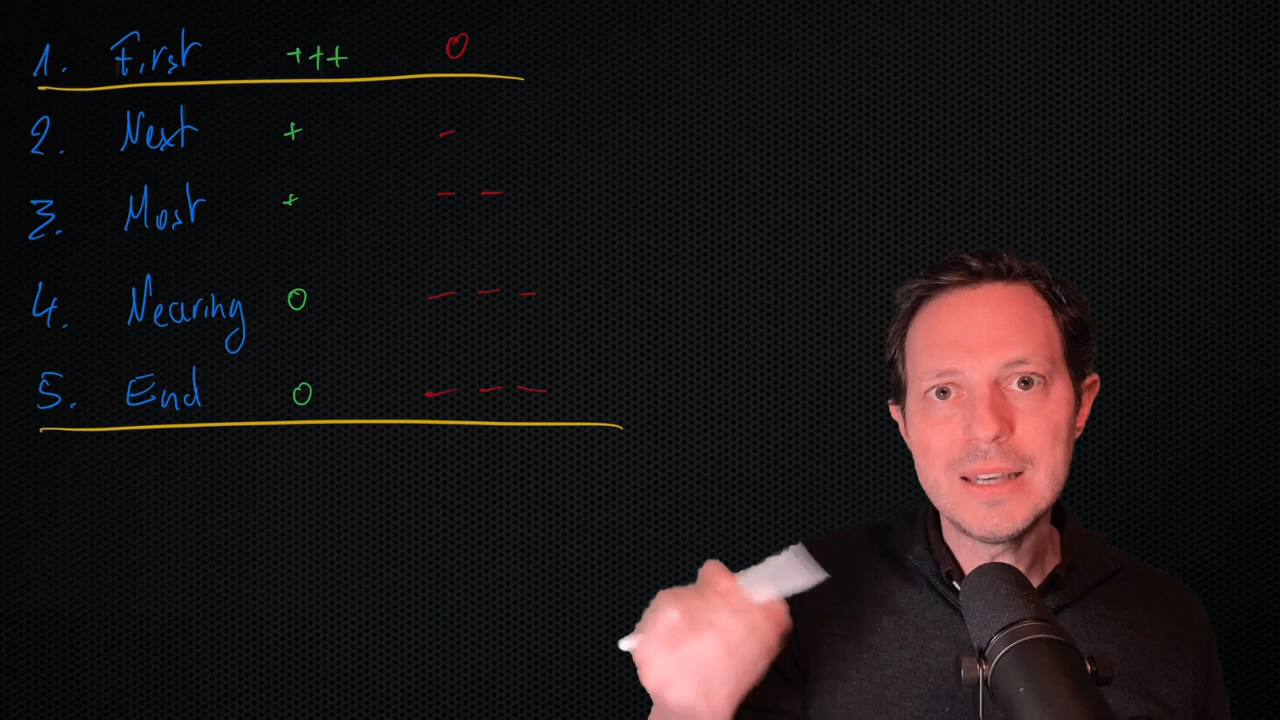 1. First +++ 0
2. Next + -
3. Most + - -
4. Nearing 0 - - -
5. End 0 - - -